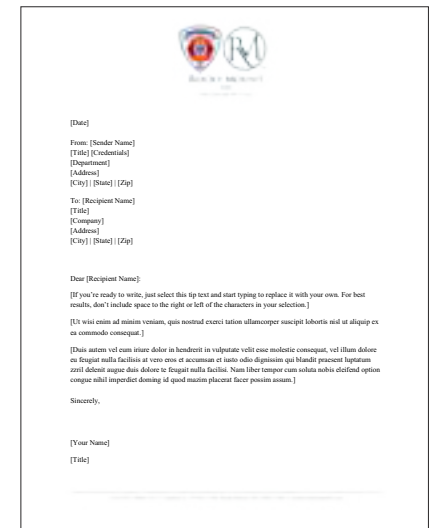 [Date]
From: [Sender Name]
[Title] [Credentials]
[Department]
[Address]
[City] | [State] | [Zip]
To: [Recipient Name]
[Title]
[Company]
[Address]
[City] | [State] | [Zip]
Dear [Recipient Name]:
[If you're ready to write, just select this tip text and start typing to replace it with your own. For best
results, don't include space to the right or left of the characters in your selection.]
[Ut wisi enim ad minim veniam, quis nostrud exerci tation ullamcorper suscipit lobortis nisl ut aliquip ex
ea commodo consequat.]
[Duis autem vel eum iriure dolor in hendrerit in vulputate velit esse molestie consequat, vel illum dolore
eu feugiat nulla facilisis at vero eros et accumsan et iusto odio dignissim qui blandit praesent luptatum
zzril delenit augue duis dolore te feugait nulla facilisi. Nam liber tempor cum soluta nobis eleifend option
congue nihil imperdiet doming id quod mazim placerat facer possim assum.]
Sincerely,
[Your Name]
[Title]